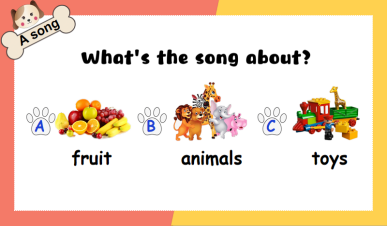 A song
What's the song about?
A
B
C
fruit
animals
toys